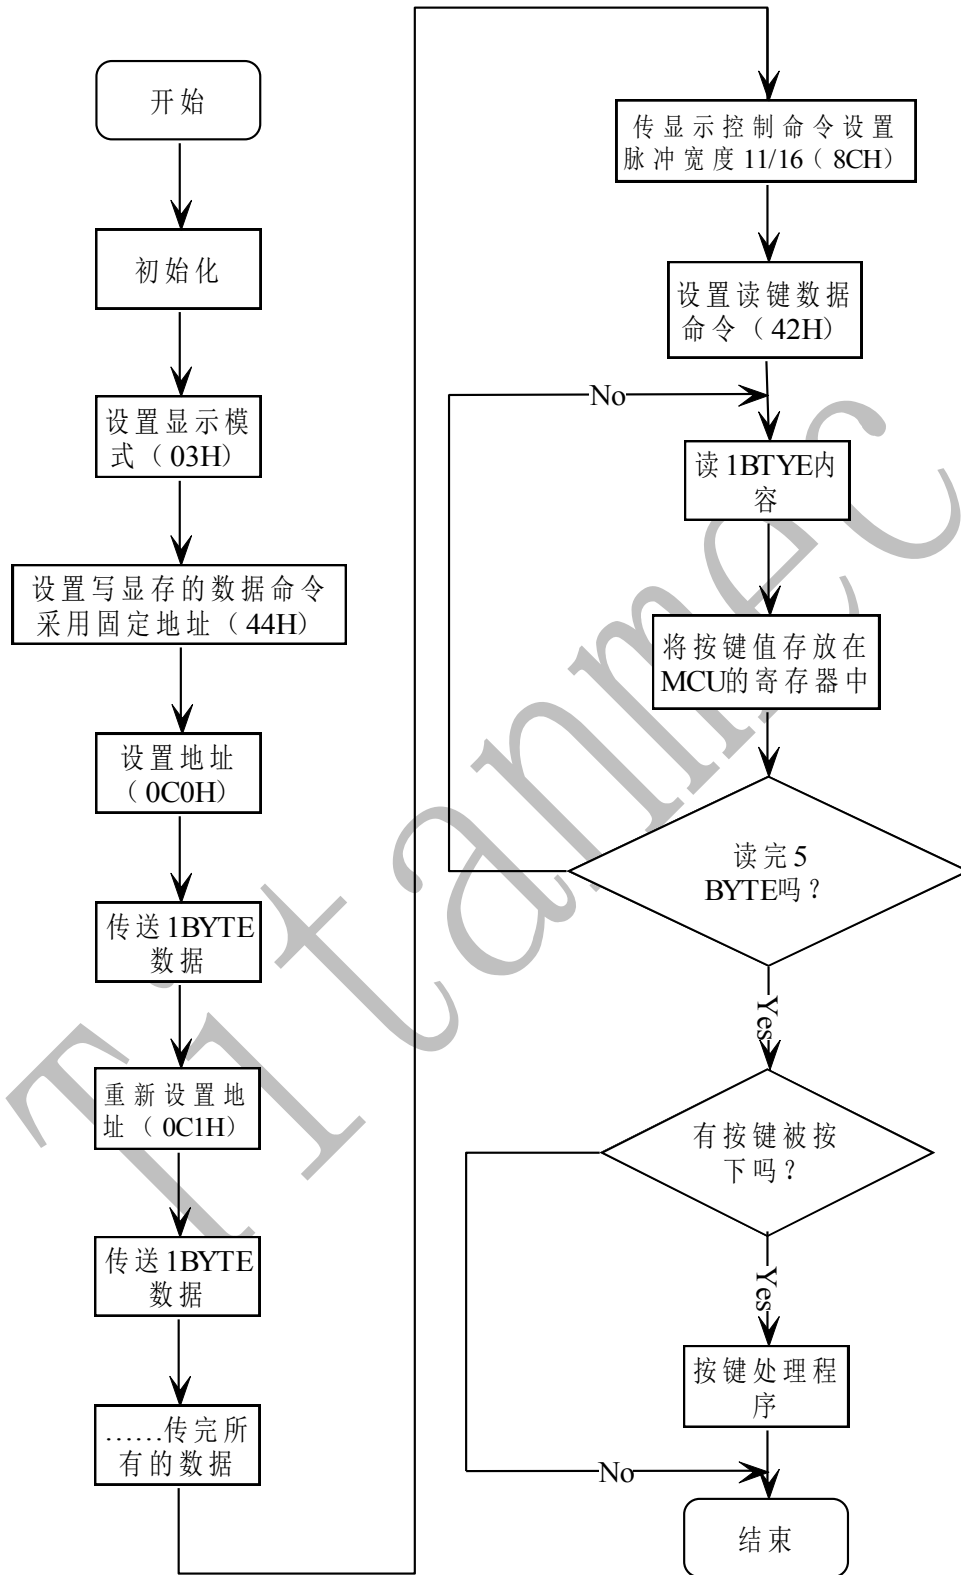 开始
初始化
设置显示模
式（03H）
设置写显存的数据命令
采用固定地址（44H）
设置地址
（0C0H）
传送1BYTE
数据
重新设置地
址（0C1H）
传送1BYTE
数据
……传完所
有的数据
传显示控制命令设置
脉冲宽度11/16（8CH）
设置读键数据
命令（42H）
No
读1BTYE内
容
将按键值存放在
MCU的寄存器中
读完5
BYTE吗？
Yes
有按键被按
下吗？
Yes
按键处理程
序
No
结束
Titanmec